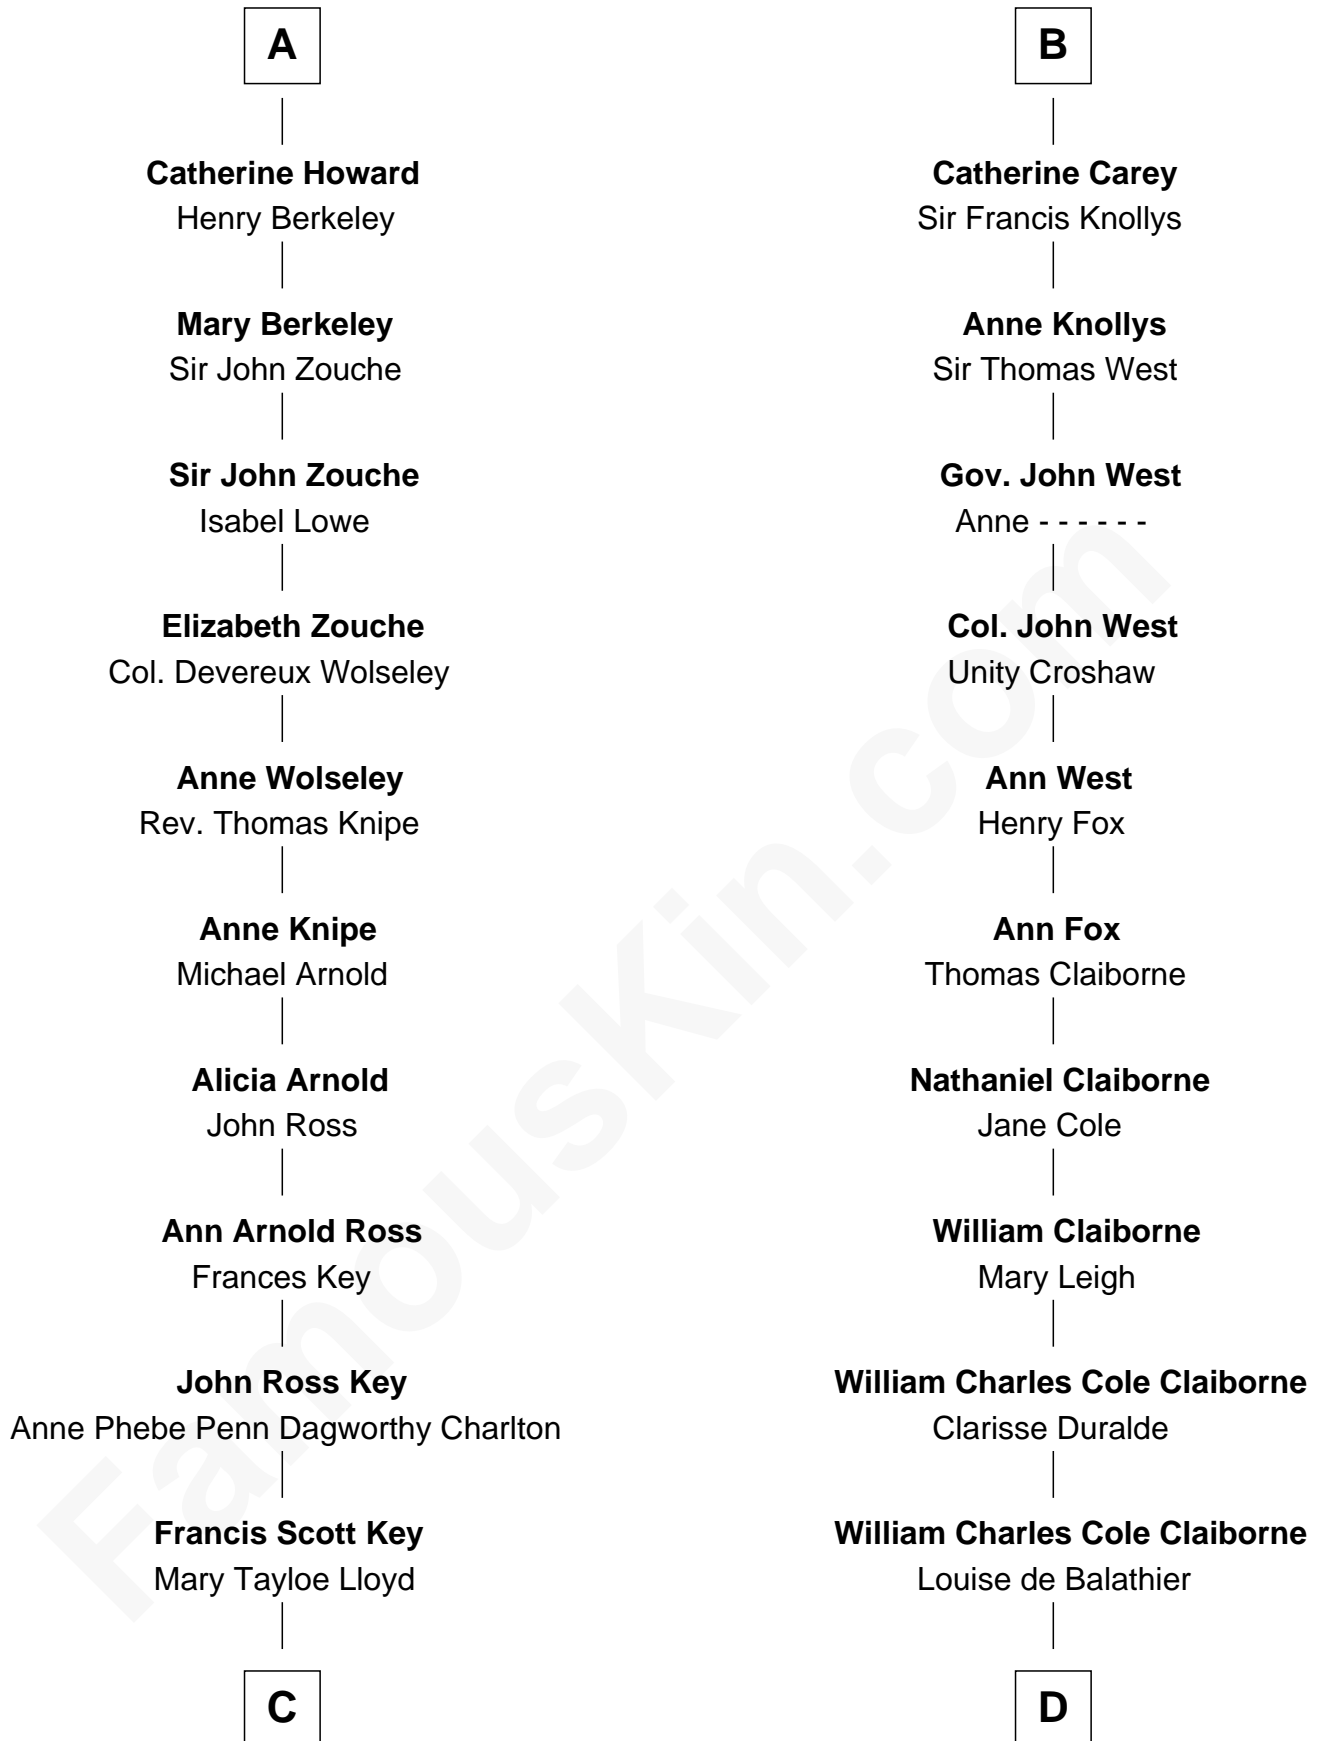 A
Catherine Howard
Henry Berkeley
Mary Berkeley
Sir John Zouche
Sir John Zouche
Isabel Lowe
Elizabeth Zouche
Col. Devereux Wolseley
Anne Wolseley
Rev. Thomas Knipe
Anne Knipe
Michael Arnold
Alicia Arnold
John Ross
Ann Arnold Ross
Frances Key
John Ross Key
Anne Phebe Penn Dagworthy Charlton
Francis Scott Key
Mary Tayloe Lloyd
C
B
Catherine Carey
Sir Francis Knollys
Anne Knollys
Sir Thomas West
Gov. John West
Anne - - - - - -
Col. John West
Unity Croshaw
Ann West
Henry Fox
Ann Fox
Thomas Claiborne
Nathaniel Claiborne
Jane Cole
William Claiborne
Mary Leigh
William Charles Cole Claiborne
Clarisse Duralde
William Charles Cole Claiborne
Louise de Balathier
D
FamousKin.com